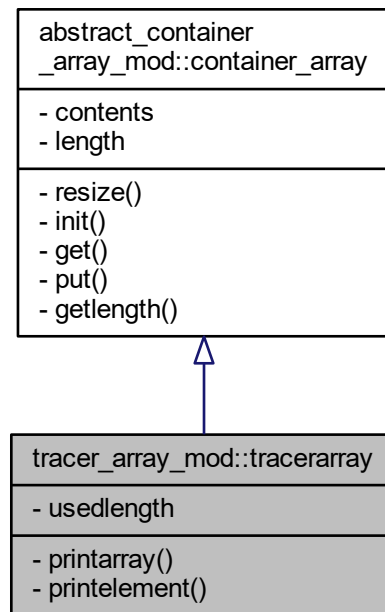 abstract_container
_array_mod::container_array
- contents
- length
- resize()
- init()
- get()
- put()
- getlength()
tracer_array_mod::tracerarray
- usedlength
- printarray()
- printelement()